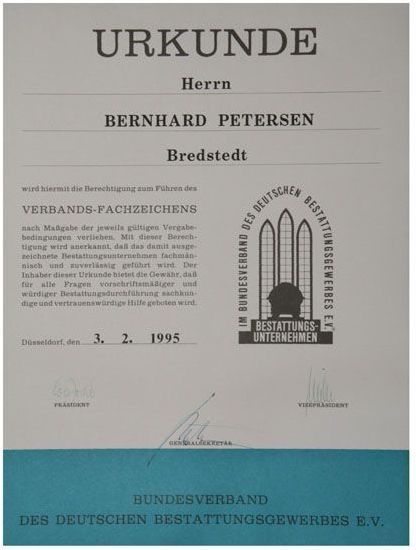 URKUNDE
Herrn
BERNHARD PETERSEN
Bredstedt
wird hiermit die Berechtigung zum Führen des
VERBANDS-FACHZEICHENS
nach Maßgabe der jeweils gültigen Vergabe-
bedingungen verliehen. Mit dieser Berech-
tigung wird anerkannt, daß das damit ausge-
zeichnete Bestattungsunternehmen fachmän-
nisch und zuverlässig geführt wird. Der
Inhaber dieser Urkunde bietet die Gewähr, daß
für alle Fragen vorschriftsmäßiger und
würdiger Bestattungsdurchführung sachkun-
dige und vertrauenswürdige Hilfe geboten wird.
IM BUNDESVERBAND DES DEUTSCHEN BESTATTUNGSGEWERBES E.V.
BESTATTUNGS-
UNTERNEHMEN
Düsseldorf, den 3. 2. 1995
PRÄSIDENT
VIZEPRÄSIDENT
GENERALSEKRETÄR
BUNDESVERBAND
DES DEUTSCHEN BESTATTUNGSGEWERBES E.V.